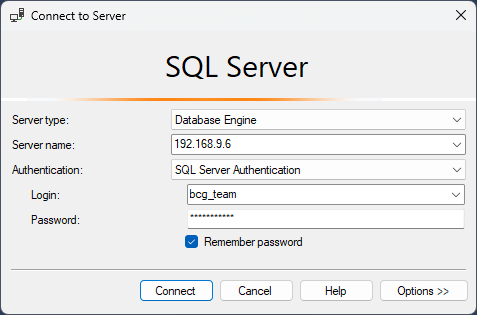 Connect to Server
SQL Server
Server type: Database Engine
Server name: 192.168.9.6
Authentication: SQL Server Authentication
Login: bcg_team
Password: ***********
Remember password
Connect Cancel Help Options >>